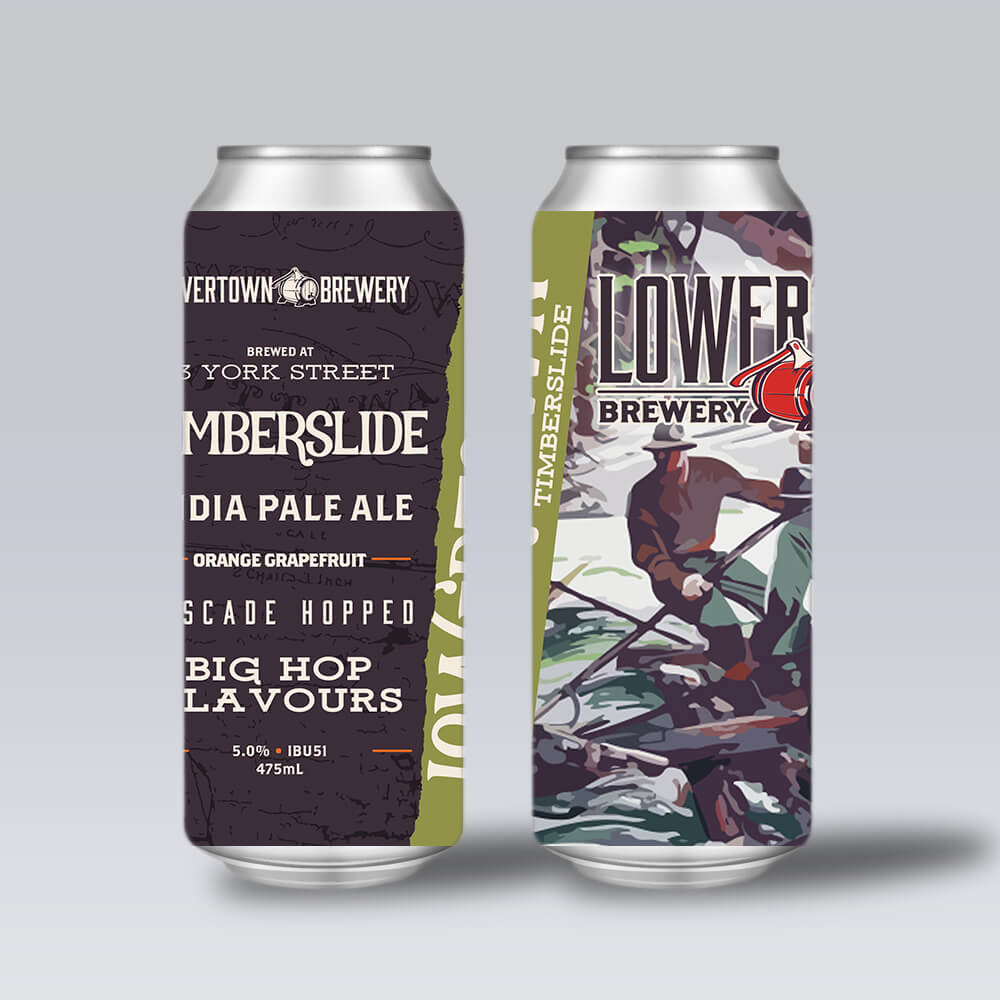 VERTOWN BREWERY
BREWED AT
3 YORK STREET
MBERSLIDE
DIA PALE ALE
ORANGE GRAPEFRUIT
SCADE HOPPED
BIG HOP
LAVOURS
5.0% • IBU51
475mL
TIMBERSLIDE
LOWER
BREWERY